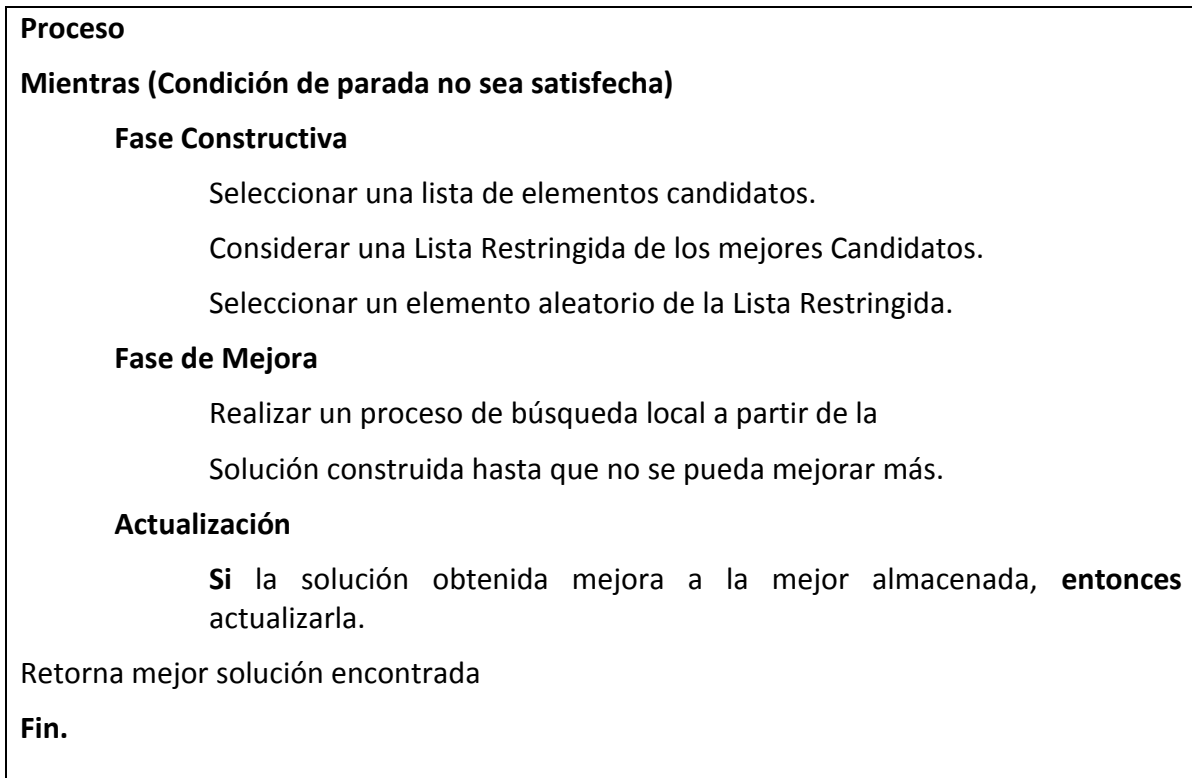 Proceso
Mientras (Condición de parada no sea satisfecha)
Fase Constructiva
Seleccionar una lista de elementos candidatos.
Considerar una Lista Restringida de los mejores Candidatos.
Seleccionar un elemento aleatorio de la Lista Restringida.
Fase de Mejora
Realizar un proceso de búsqueda local a partir de la
Solución construida hasta que no se pueda mejorar más.
Actualización
Si la solución obtenida mejora a la mejor almacenada, entonces
actualizarla.
Retorna mejor solución encontrada
Fin.